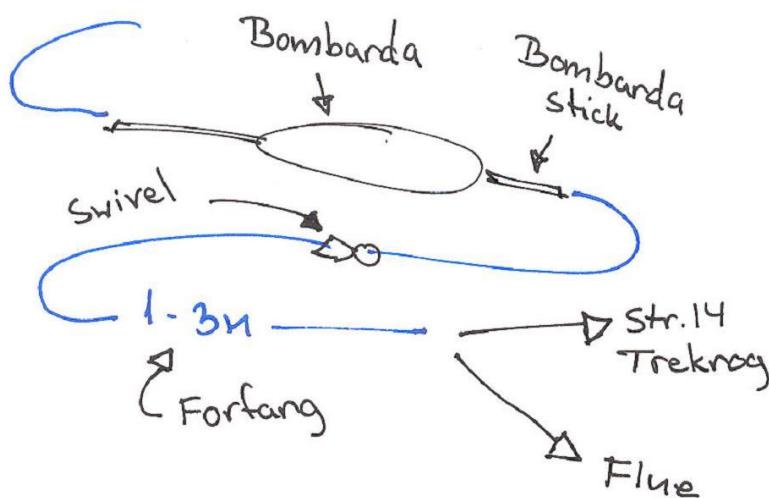 Bombarda
Bombarda
stick
Swivel
1-3m
Str.14
Trekrog
Forfang
Flue